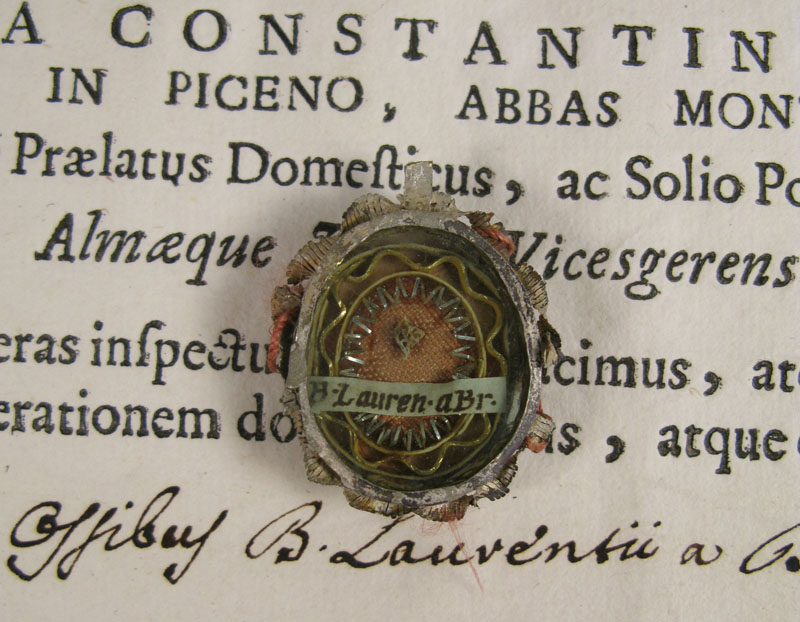 A CONSTANTIN
IN PICENO, ABBAS MON
Prælatus Domeſticus, ac Solio Po
Almæque Vicesgerens
eras inſpectu cimus, at
erationem do s, atque
B. Lauren. a Br.
Oſſibus B. Laurentii a